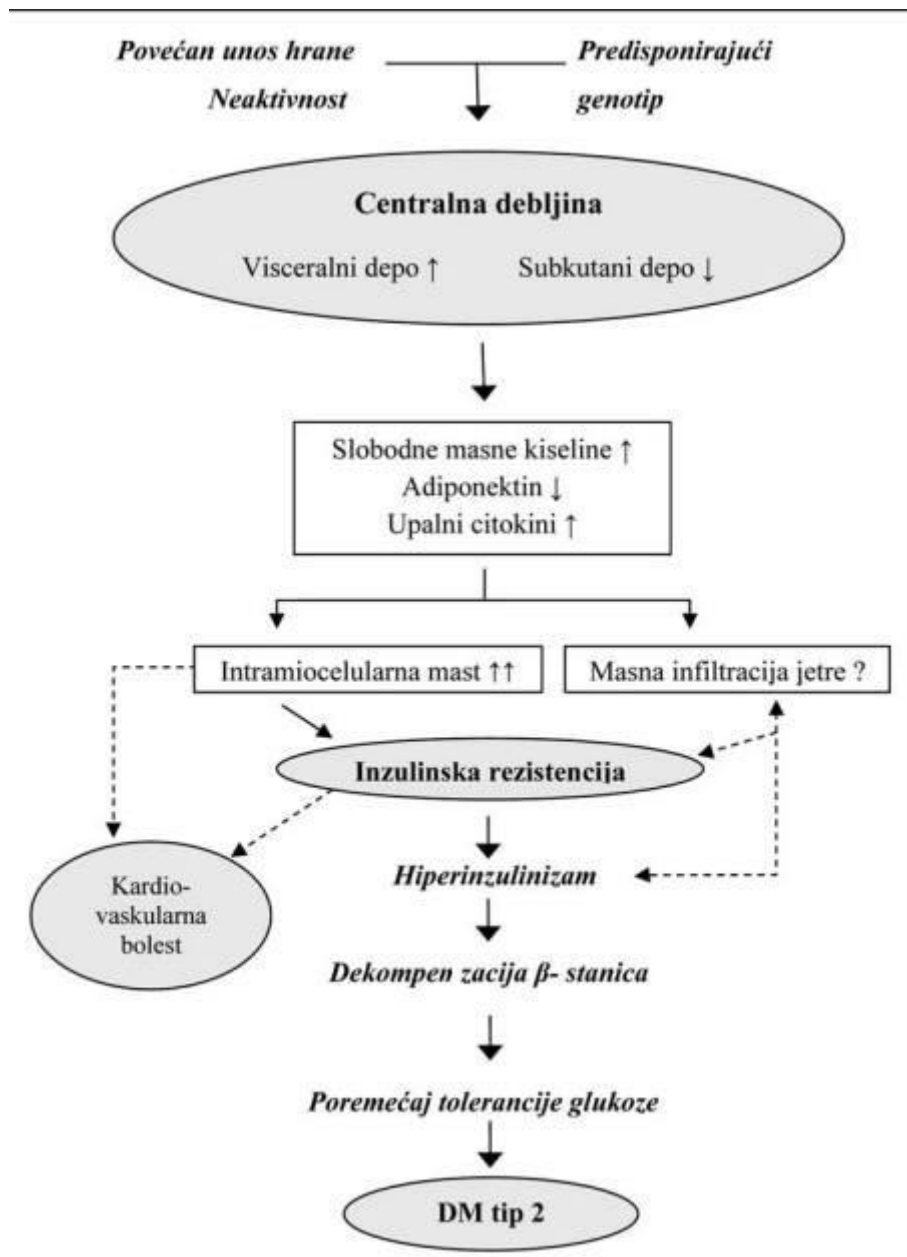 Povećan unos hrane
Neaktivnost
Predisponirajući
genotip
Centralna debljina
Visceralni depo ↑ Subkutani depo ↓
Slobodne masne kiseline ↑
Adiponektin ↓
Upalni citokini ↑
Intramiocelularna mast ↑↑
Masna infiltracija jetre ?
Inzulinska rezistencija
Hiperinzulinizam
Kardio-
vaskularna
bolest
Dekompen zacija β- stanica
Poremećaj tolerancije glukoze
DM tip 2